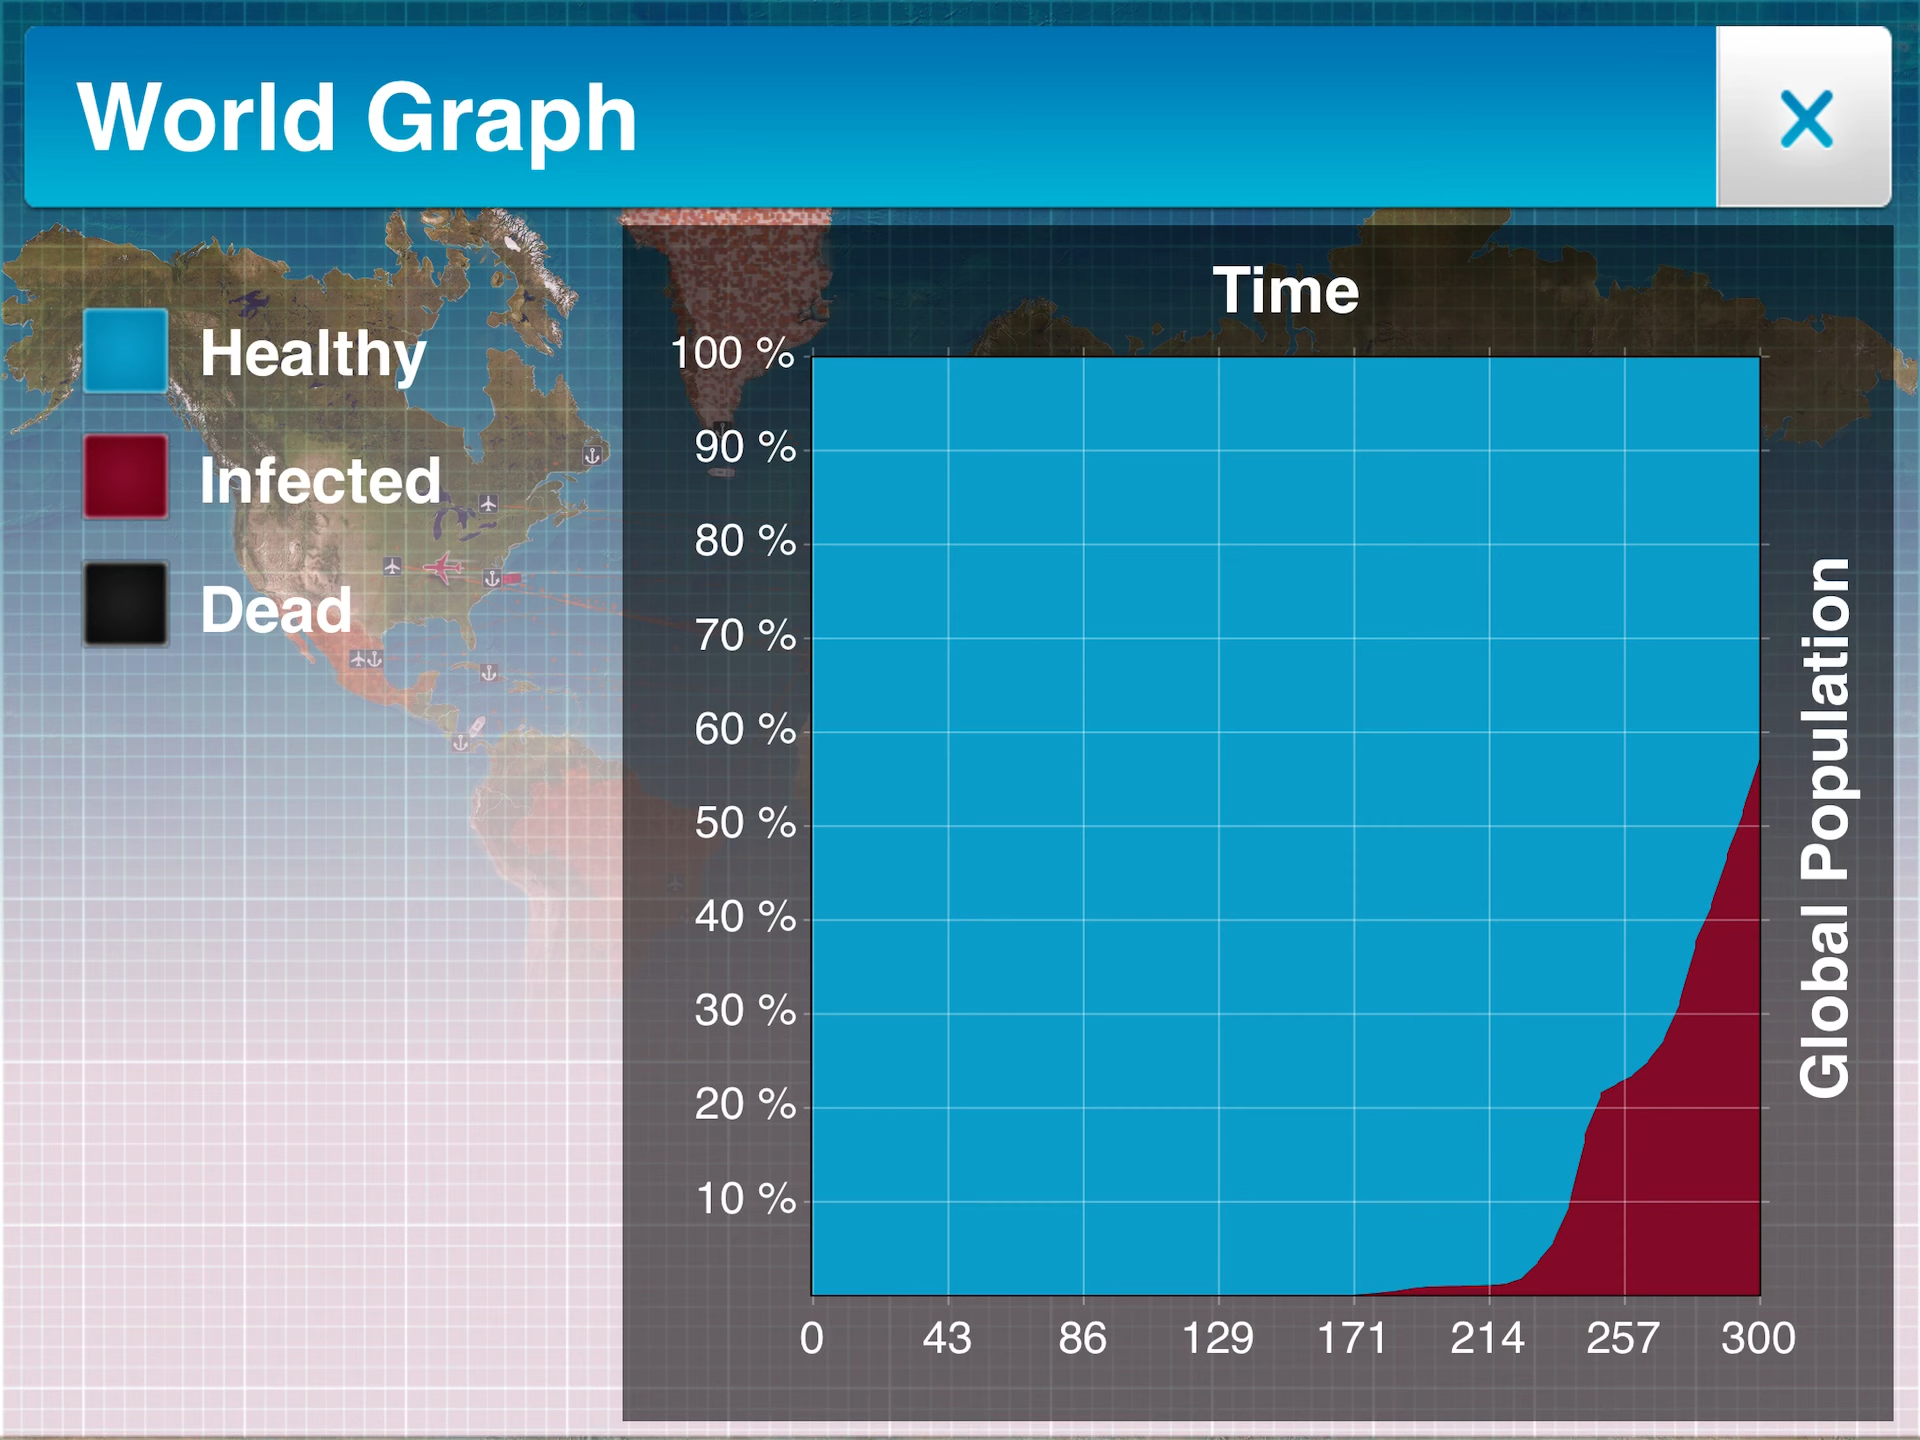 World Graph
Healthy
Infected
Dead
Time
100 %
90 %
80 %
70 %
60 %
50 %
40 %
30 %
20 %
10 %
0 43 86 129 171 214 257 300
Global Population